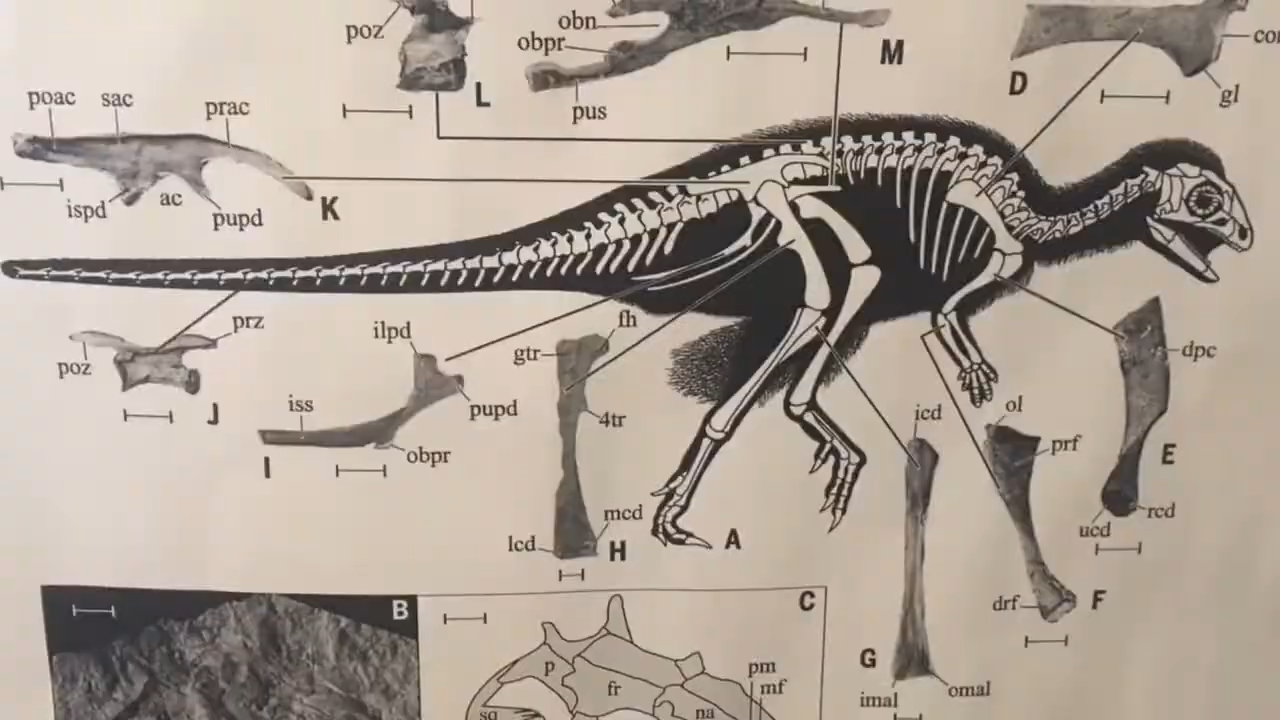 poz
L
obn
obpr
pus
M
D
gl
poac sac prac
ispd ac pupd
K
poz prz
J
ilpd
iss pupd
I obpr
fh
gtr
4tr
mcd
lcd
H
A
icd
ol
prf
dpc
E
rcd
ucd
drf F
G
imal omal
B
C
p
fr
pm
mf
na
sq